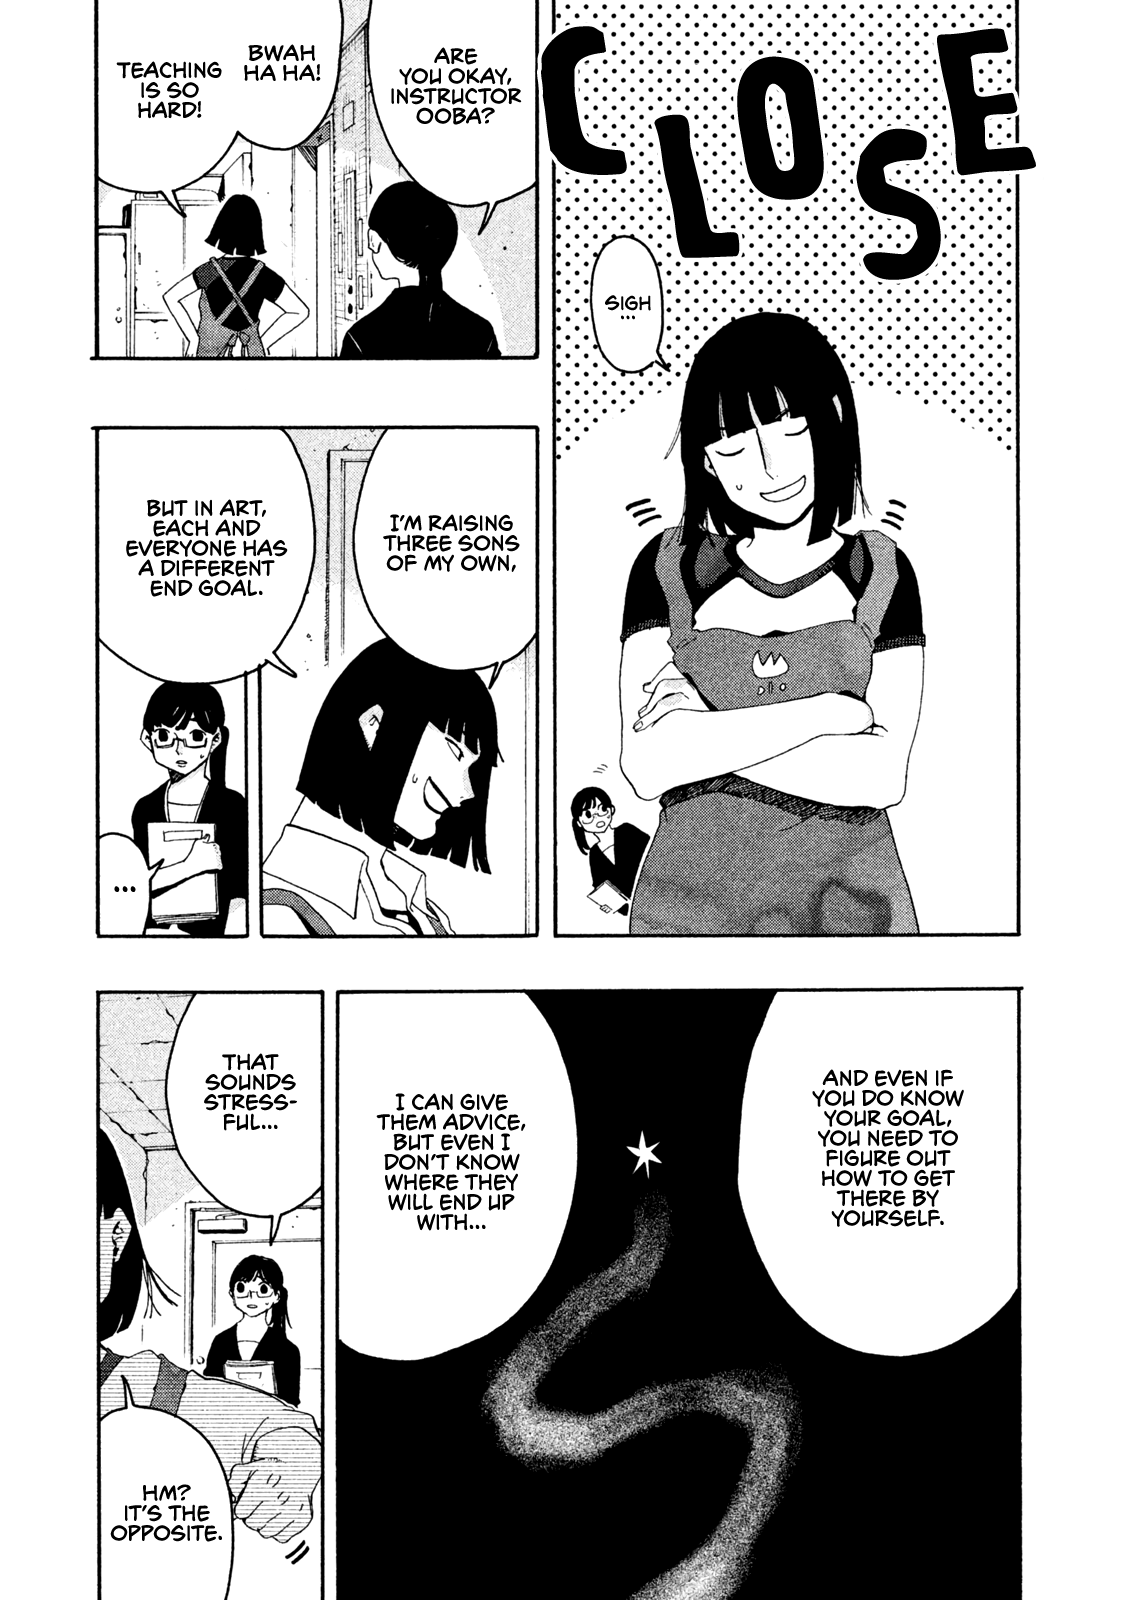 CLOSE
SIGH
...
ARE
YOU OKAY,
INSTRUCTOR
OOBA?
BWAH
HA HA!
TEACHING
IS SO
HARD!
I'M RAISING
THREE SONS
OF MY OWN,
BUT IN ART,
EACH AND
EVERYONE HAS
A DIFFERENT
END GOAL.
...
AND EVEN IF
YOU DO KNOW
YOUR GOAL,
YOU NEED TO
FIGURE OUT
HOW TO GET
THERE BY
YOURSELF.
I CAN GIVE
THEM ADVICE,
BUT EVEN I
DON'T KNOW
WHERE THEY
WILL END UP
WITH...
THAT
SOUNDS
STRESS-
FUL...
HM?
IT'S THE
OPPOSITE.